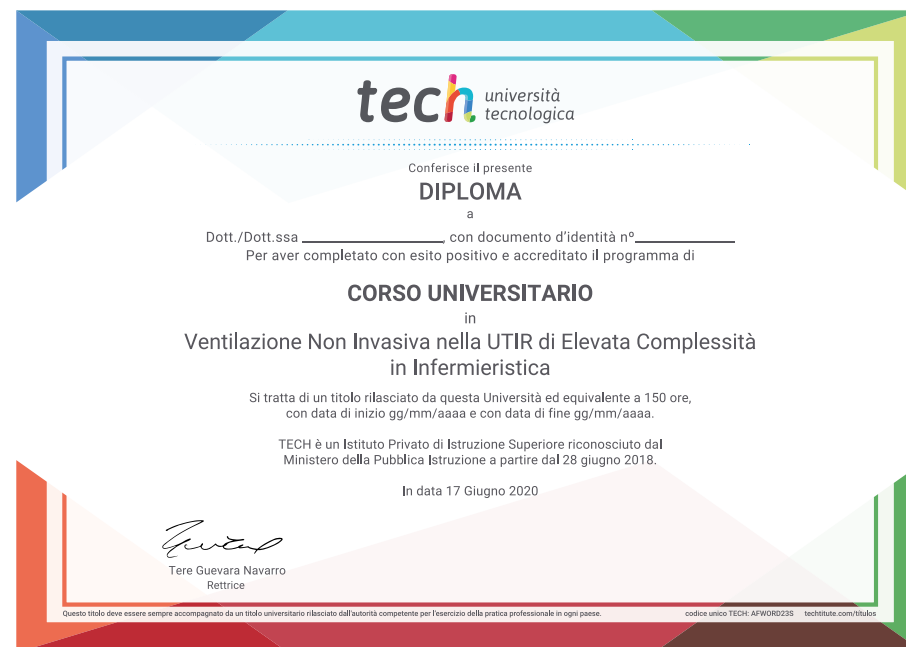 tech università
tecnologica
Conferisce il presente
DIPLOMA
a
Dott./Dott.ssa ______________, con documento d'identità nº__________
Per aver completato con esito positivo e accreditato il programma di
CORSO UNIVERSITARIO
in
Ventilazione Non Invasiva nella UTIR di Elevata Complessità
in Infermieristica
Si tratta di un titolo rilasciato da questa Università ed equivalente a 150 ore,
con data di inizio gg/mm/aaaa e con data di fine gg/mm/aaaa.
TECH è un Istituto Privato di Istruzione Superiore riconosciuto dal
Ministero della Pubblica Istruzione a partire dal 28 giugno 2018.
In data 17 Giugno 2020
Tere Guevara Navarro
Rettrice
Questo titolo deve essere sempre accompagnato da un titolo universitario rilasciato dall'autorità competente per l'esercizio della pratica professionale in ogni paese. codice unico TECH: AFWORD23S techtitute.com/títulos